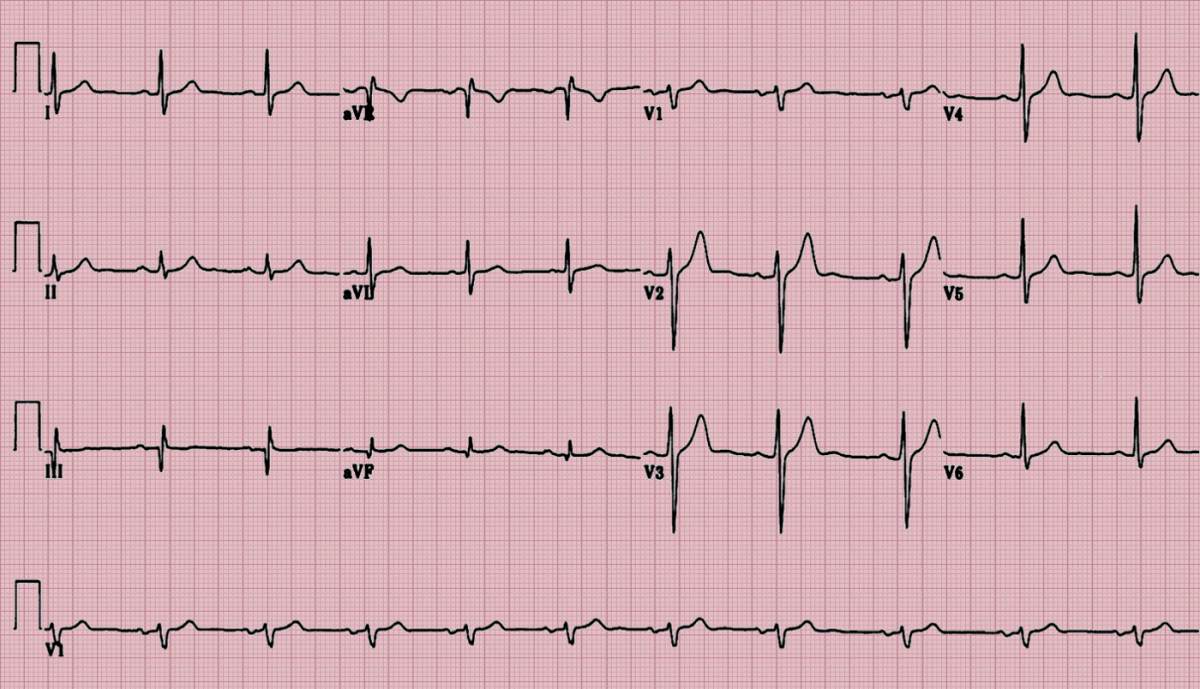 I aVR V1 V4
II aVL V2 V5
III aVF V3 V6
V1